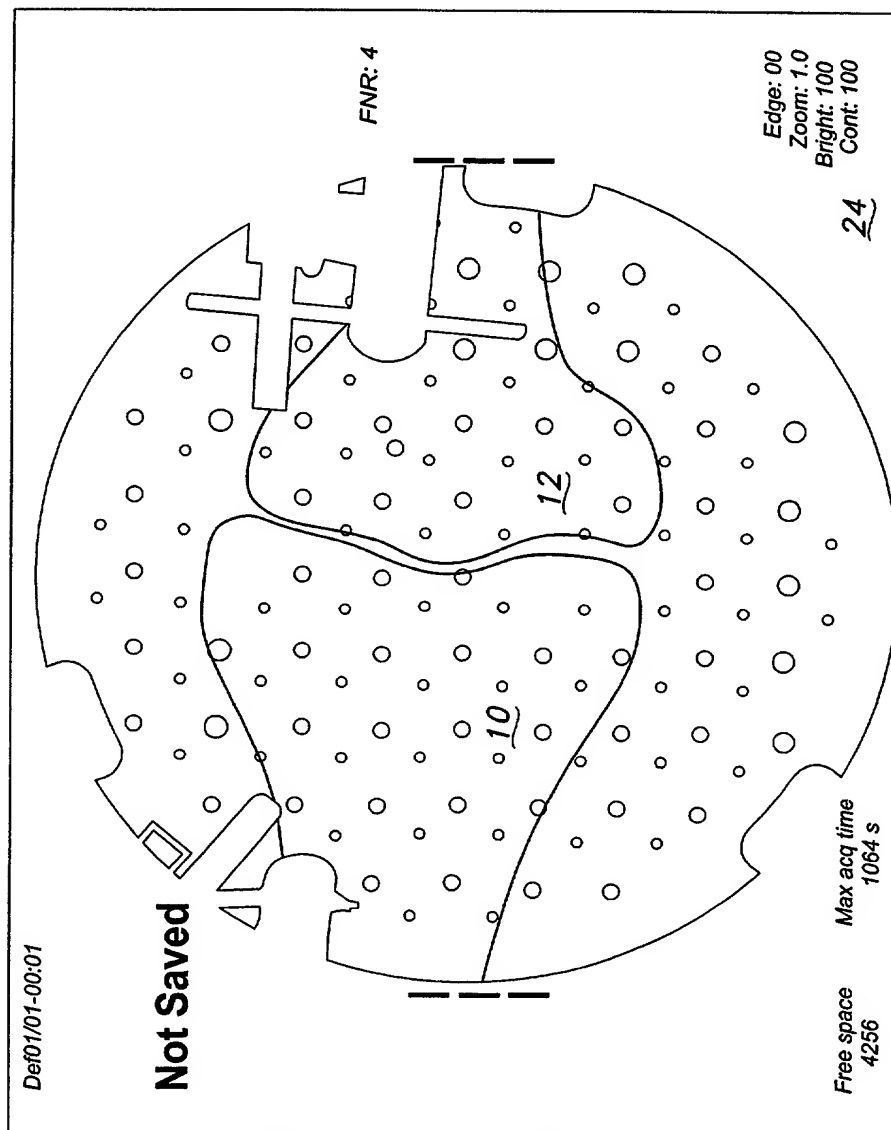 Def01/01-00:01
Not Saved
FNR: 4
10
12
24
Free space
4256
Max acq time
1064 s
Edge: 00
Zoom: 1.0
Bright: 100
Cont: 100